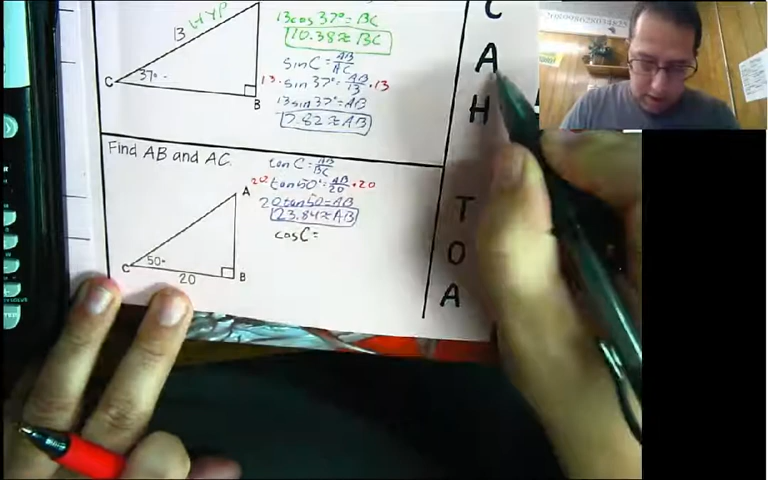 13 HYP
C 37°
B
13cos 37° = BC
10.38 ≈ BC
sin C = AB/AC
13 · sin 37° = AB/13 · 13
13 sin 37° = AB
7.82 ≈ AB
Find AB and AC.
A
C 50°
20
B
tan C = AB/BC
20 · tan 50° = AB/20 · 20
20 tan 50 = AB
23.84 ≈ AB
cos C =
C
A
H
T
O
A